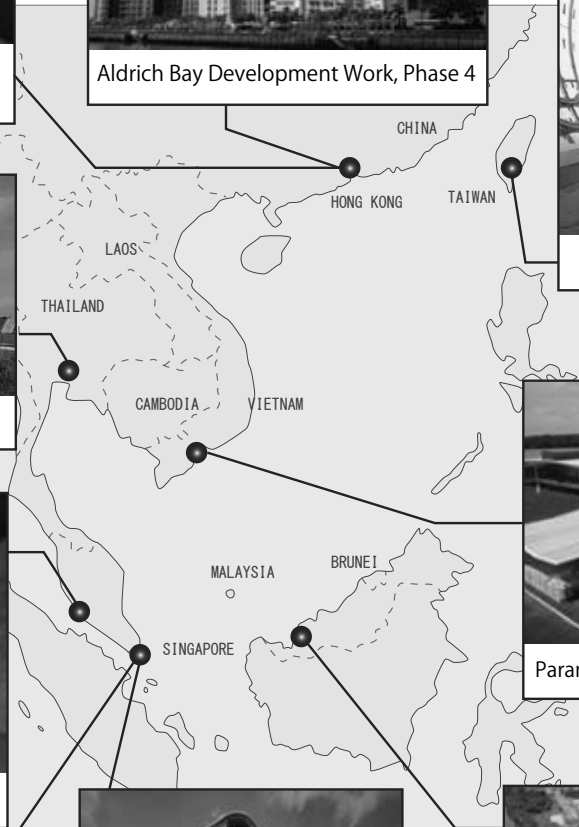 Aldrich Bay Development Work, Phase 4
CHINA
HONG KONG
TAIWAN
LAOS
THAILAND
CAMBODIA
VIETNAM
MALAYSIA
BRUNEI
SINGAPORE